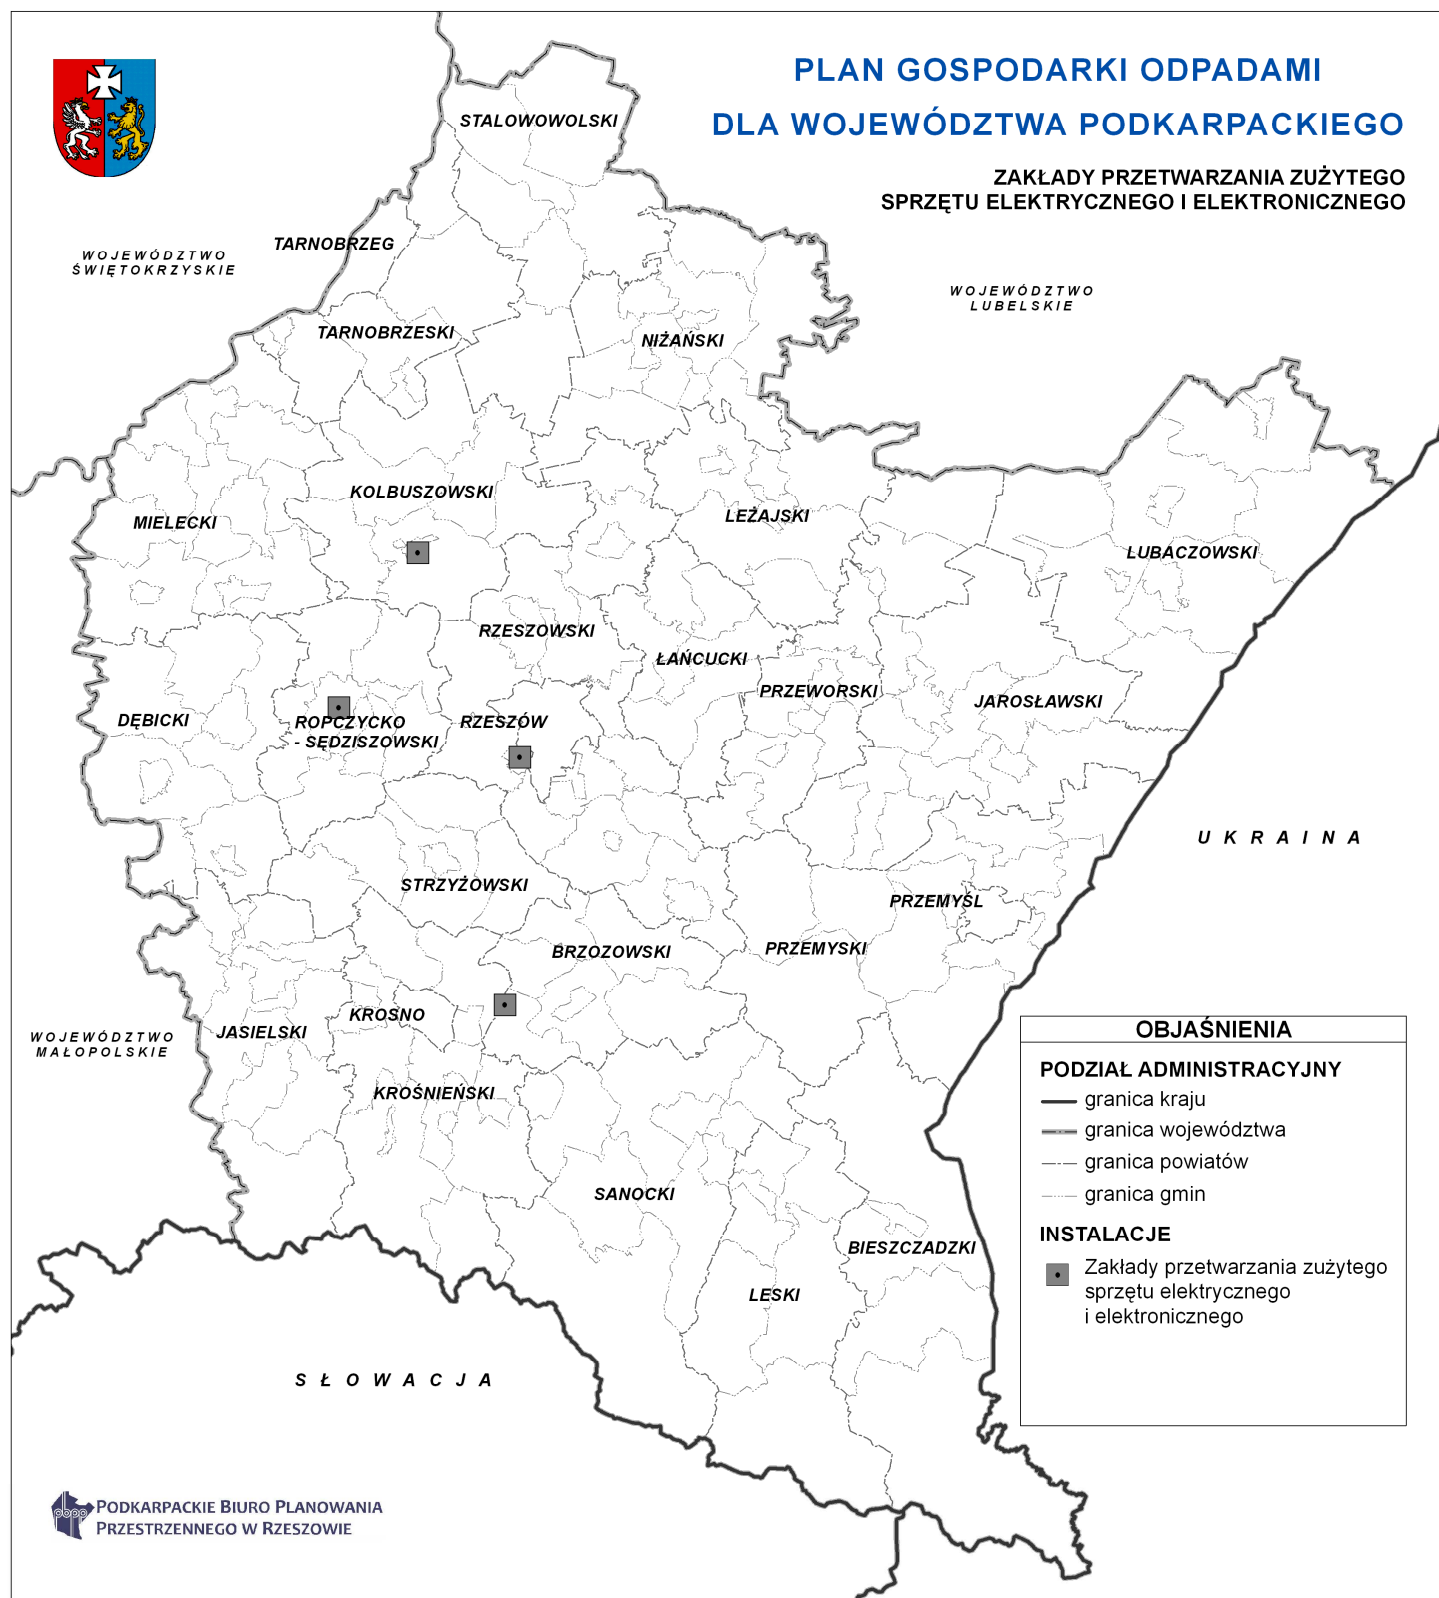 PLAN GOSPODARKI ODPADAMI
DLA WOJEWÓDZTWA PODKARPACKIEGO
ZAKŁADY PRZETWARZANIA ZUŻYTEGO
SPRZĘTU ELEKTRYCZNEGO I ELEKTRONICZNEGO
STALOWOWOLSKI
TARNOBRZEG
WOJEWÓDZTWO
ŚWIĘTOKRZYSKIE
WOJEWÓDZTWO
LUBELSKIE
TARNOBRZESKI
NIŻAŃSKI
KOLBUSZOWSKI
MIELECKI
LEŻAJSKI
LUBACZOWSKI
RZESZOWSKI
ŁAŃCUCKI
PRZEWORSKI
JAROSŁAWSKI
DĘBICKI
ROPCZYCKO
- SĘDZISZOWSKI
RZESZÓW
UKRAINA
STRZYŻOWSKI
PRZEMYŚL
BRZOZOWSKI
PRZEMYSKI
KROSNO
JASIELSKI
WOJEWÓDZTWO
MAŁOPOLSKIE
KROŚNIEŃSKI
SANOCKI
BIESZCZADZKI
LESKI
SŁOWACJA
OBJAŚNIENIA
PODZIAŁ ADMINISTRACYJNY
granica kraju
granica województwa
granica powiatów
granica gmin
INSTALACJE
Zakłady przetwarzania zużytego
sprzętu elektrycznego
i elektronicznego
pbpp
PODKARPACKIE BIURO PLANOWANIA
PRZESTRZENNEGO W RZESZOWIE